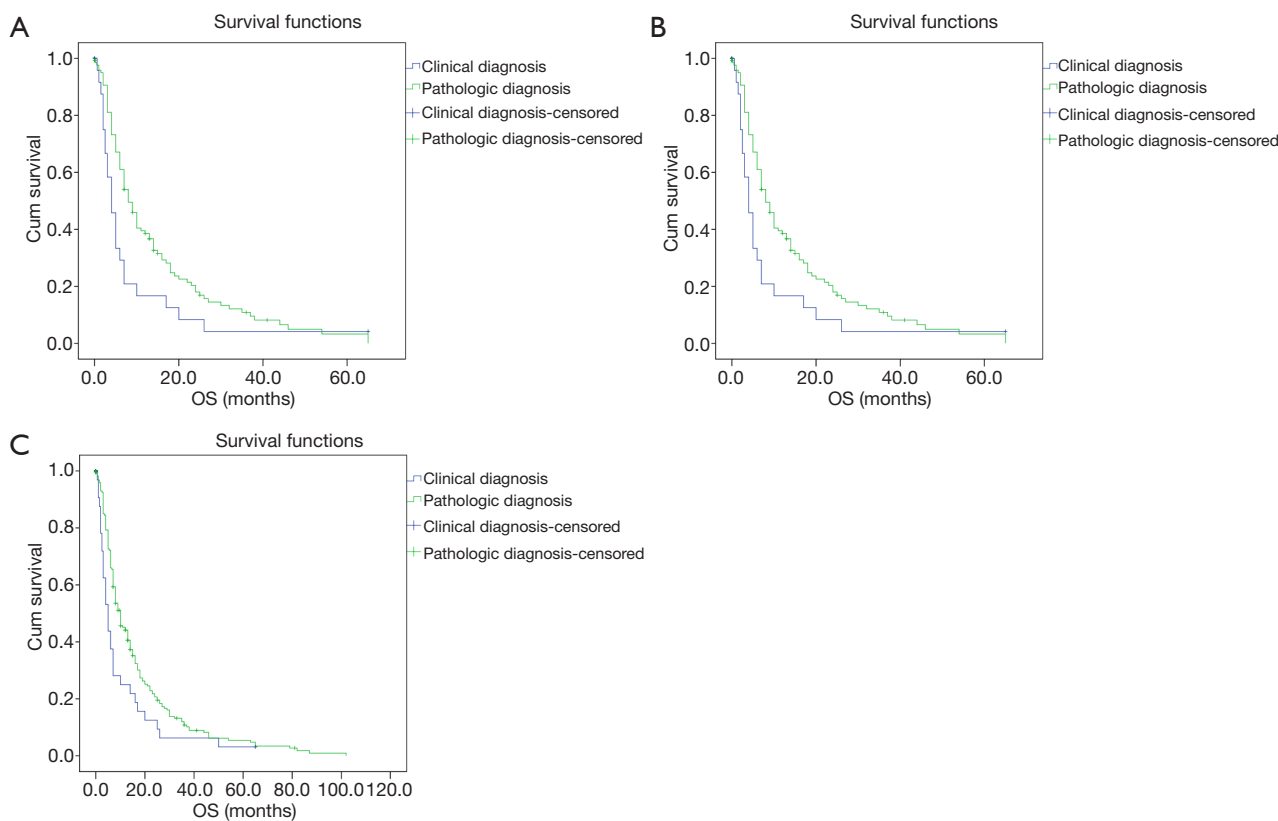 A
Survival functions
Clinical diagnosis
Pathologic diagnosis
Clinical diagnosis-censored
Pathologic diagnosis-censored
Cum survival
1.0
0.8
0.6
0.4
0.2
0.0
0.0 20.0 40.0 60.0
OS (months)
B
Survival functions
Clinical diagnosis
Pathologic diagnosis
Clinical diagnosis-censored
Pathologic diagnosis-censored
Cum survival
1.0
0.8
0.6
0.4
0.2
0.0
0.0 20.0 40.0 60.0
OS (months)
C
Survival functions
Clinical diagnosis
Pathologic diagnosis
Clinical diagnosis-censored
Pathologic diagnosis-censored
Cum survival
1.0
0.8
0.6
0.4
0.2
0.0
0.0 20.0 40.0 60.0 80.0 100.0 120.0
OS (months)